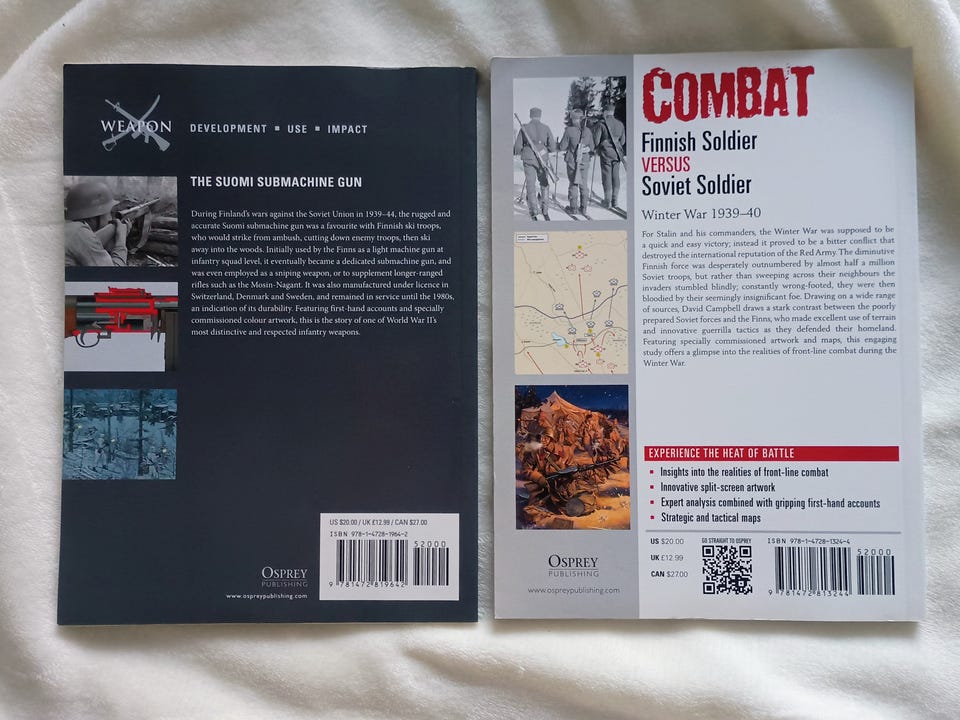 WEAPON
DEVELOPMENT ▪ USE ▪ IMPACT
THE SUOMI SUBMACHINE GUN
During Finland's wars against the Soviet Union in 1939–44, the rugged and
accurate Suomi submachine gun was a favourite with Finnish ski troops,
who would strike from ambush, cutting down enemy troops, then ski
away into the woods. Initially used by the Finns as a light machine gun at
infantry squad level, it eventually became a dedicated submachine gun, and
was even employed as a sniping weapon, or to supplement longer-ranged
rifles such as the Mosin-Nagant. It was also manufactured under licence in
Switzerland, Denmark and Sweden, and remained in service until the 1980s,
an indication of its durability. Featuring first-hand accounts and specially
commissioned colour artwork, this is the story of one of World War II's
most distinctive and respected infantry weapons.
OSPREY
PUBLISHING
www.ospreypublishing.com
US $20.00 / UK £12.99 / CAN $27.00
ISBN 978-1-4728-1964-2
52000
9 781472 819642
COMBAT
Finnish Soldier
VERSUS
Soviet Soldier
Winter War 1939–40
For Stalin and his commanders, the Winter War was supposed to be
a quick and easy victory; instead it proved to be a bitter conflict that
destroyed the international reputation of the Red Army. The diminutive
Finnish force was desperately outnumbered by almost half a million
Soviet troops, but rather than sweeping across their neighbours the
invaders stumbled blindly; constantly wrong-footed, they were then
bloodied by their seemingly insignificant foe. Drawing on a wide range
of sources, David Campbell draws a stark contrast between the poorly
prepared Soviet forces and the Finns, who made excellent use of terrain
and innovative guerrilla tactics as they defended their homeland.
Featuring specially commissioned artwork and maps, this engaging
study offers a glimpse into the realities of front-line combat during the
Winter War.
EXPERIENCE THE HEAT OF BATTLE
▪ Insights into the realities of front-line combat
▪ Innovative split-screen artwork
▪ Expert analysis combined with gripping first-hand accounts
▪ Strategic and tactical maps
OSPREY
PUBLISHING
www.ospreypublishing.com
US $20.00
UK £12.99
CAN $27.00
GO STRAIGHT TO OSPREY
ISBN 978-1-4728-1324-4
52000
9 781472 813244